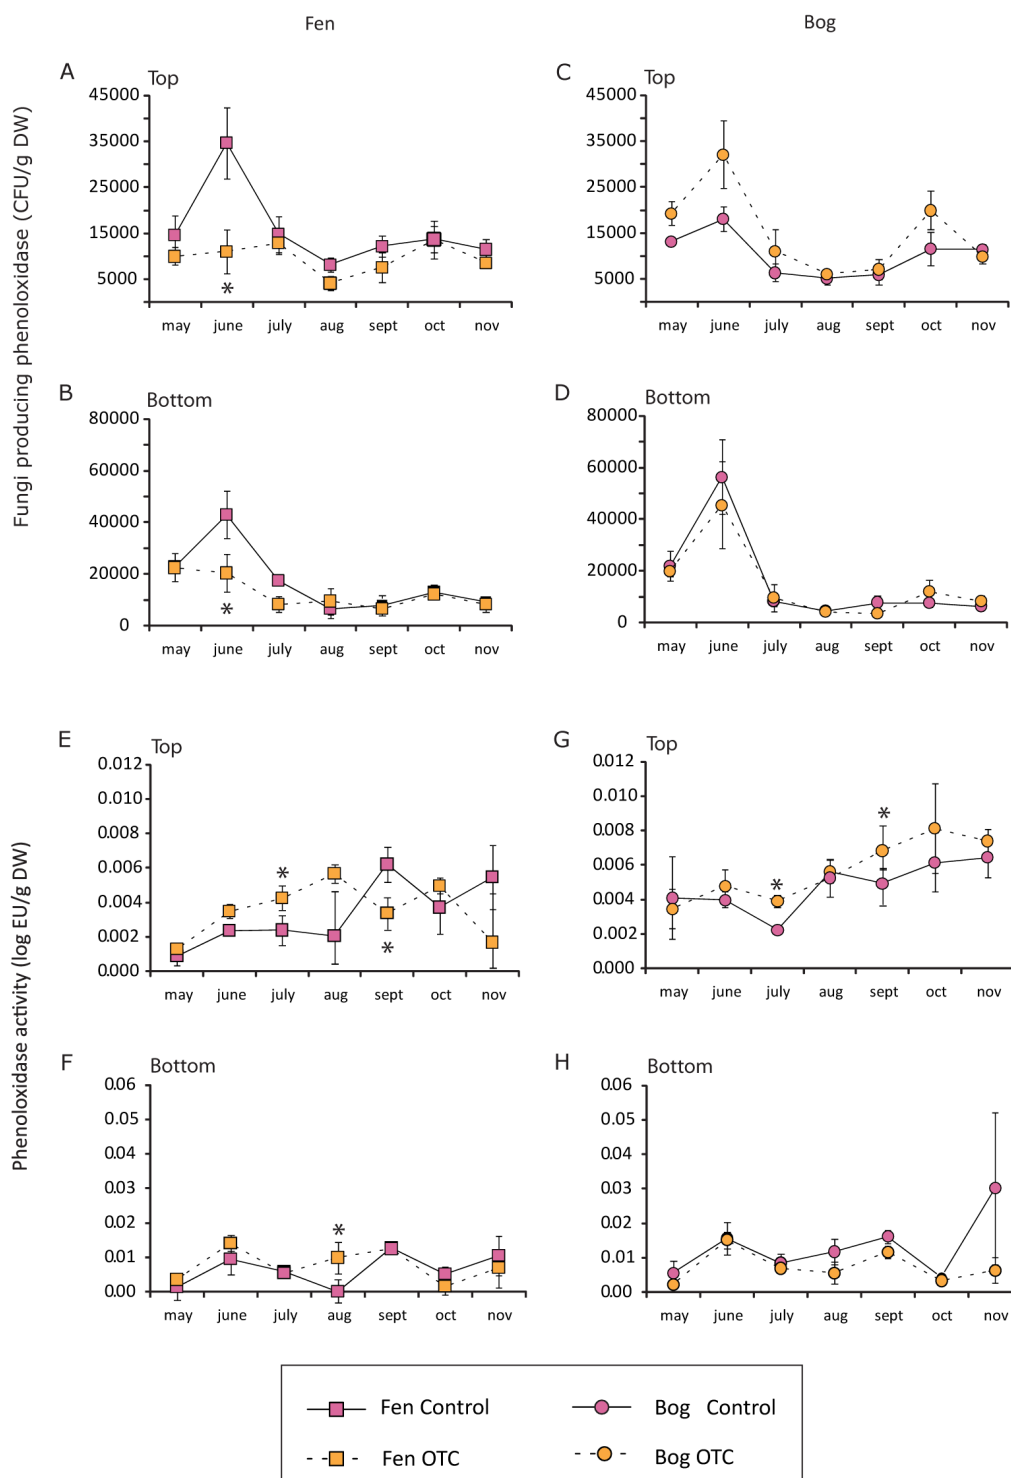 Fen
Bog
Fungi producing phenoloxidase (CFU/g DW)
A
Top
45000
35000
25000
15000
5000
may june july aug sept oct nov
*
C
Top
45000
35000
25000
15000
5000
may june july aug sept oct nov
B
Bottom
80000
60000
40000
20000
0
may june july aug sept oct nov
*
D
Bottom
80000
60000
40000
20000
0
may june july aug sept oct nov
Phenoloxidase activity (log EU/g DW)
E
Top
0.012
0.010
0.008
0.006
0.004
0.002
0.000
may june july aug sept oct nov
*
*
G
Top
0.012
0.010
0.008
0.006
0.004
0.002
0.000
may june july aug sept oct nov
*
*
F
Bottom
0.06
0.05
0.04
0.03
0.02
0.01
0.00
may june july aug sept oct nov
*
H
Bottom
0.06
0.05
0.04
0.03
0.02
0.01
0.00
may june july aug sept oct nov
Fen Control
Bog Control
Fen OTC
Bog OTC